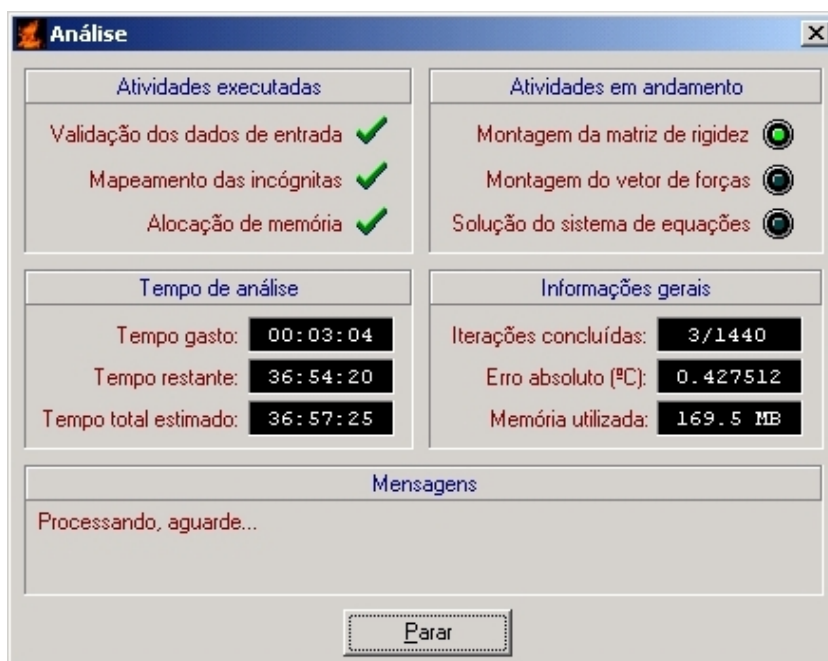 Análise
Atividades executadas
Validação dos dados de entrada
Mapeamento das incógnitas
Alocação de memória
Atividades em andamento
Montagem da matriz de rigidez
Montagem do vetor de forças
Solução do sistema de equações
Tempo de análise
Tempo gasto: 00:03:04
Tempo restante: 36:54:20
Tempo total estimado: 36:57:25
Informações gerais
Iterações concluídas: 3/1440
Erro absoluto (ºC): 0.427512
Memória utilizada: 169.5 MB
Mensagens
Processando, aguarde...
Parar